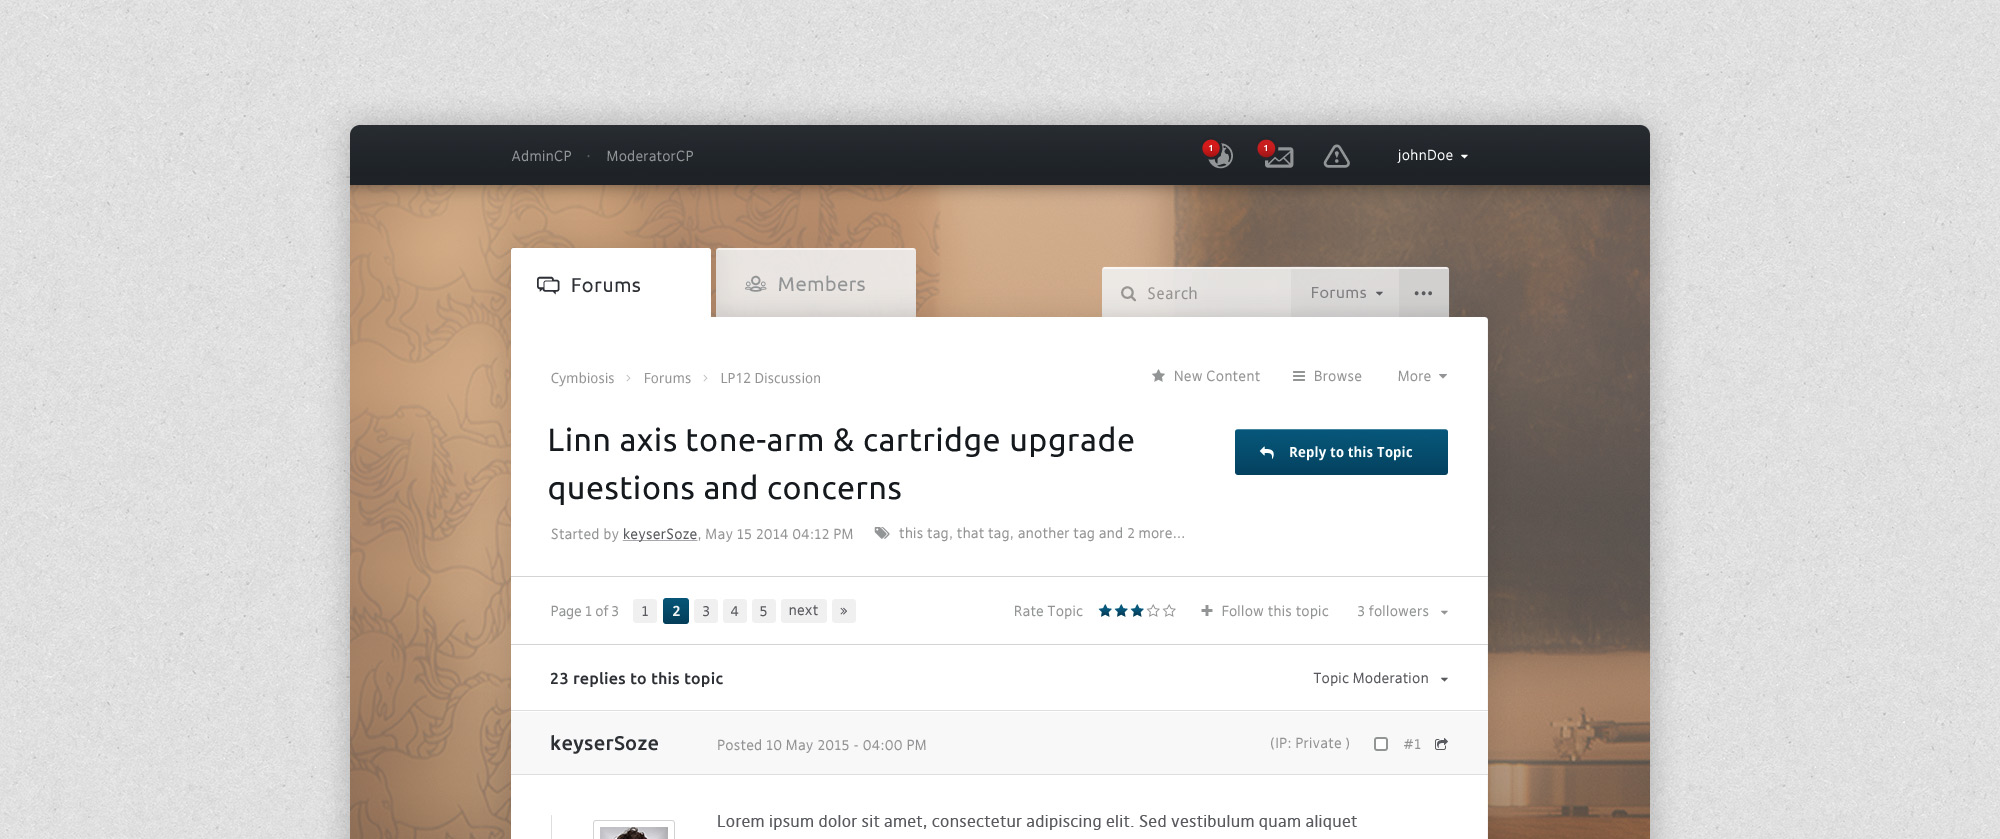 AdminCP · ModeratorCP
1 1 johnDoe
Forums Members
Search Forums
Cymbiosis > Forums > LP12 Discussion
New Content Browse More
Linn axis tone-arm & cartridge upgrade
questions and concerns
Reply to this Topic
Started by keyserSoze, May 15 2014 04:12 PM this tag, that tag, another tag and 2 more...
Page 1 of 3 1 2 3 4 5 next »
Rate Topic Follow this topic 3 followers
23 replies to this topic Topic Moderation
keyserSoze Posted 10 May 2015 - 04:00 PM (IP: Private ) #1
Lorem ipsum dolor sit amet, consectetur adipiscing elit. Sed vestibulum quam aliquet